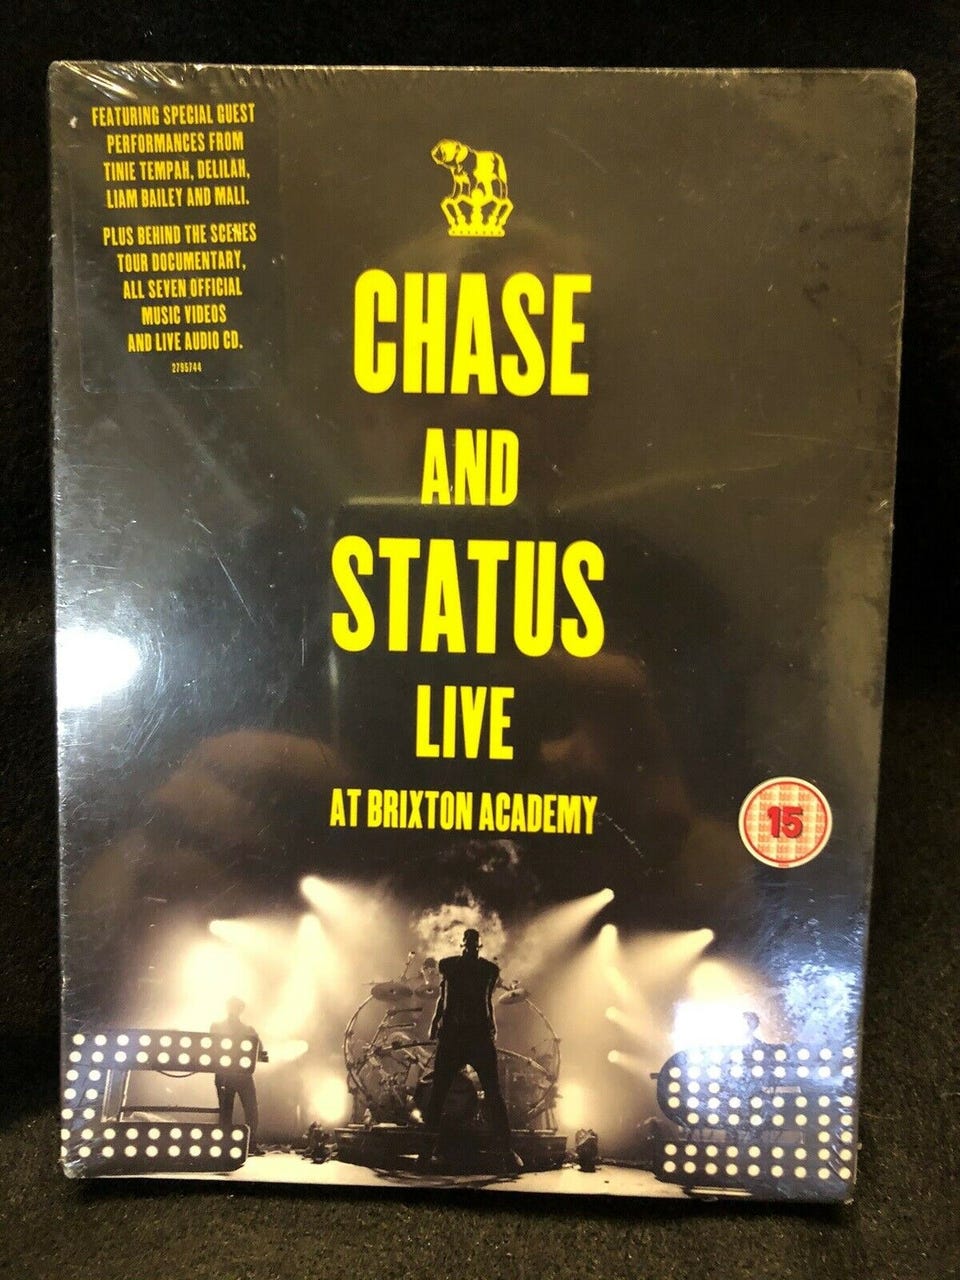 FEATURING SPECIAL GUEST
PERFORMANCES FROM
TINIE TEMPAH, DELILAH,
LIAM BAILEY AND MALI.
PLUS BEHIND THE SCENES
TOUR DOCUMENTARY,
ALL SEVEN OFFICIAL
MUSIC VIDEOS
AND LIVE AUDIO CD.
2795744
CHASE
AND
STATUS
LIVE
AT BRIXTON ACADEMY
15